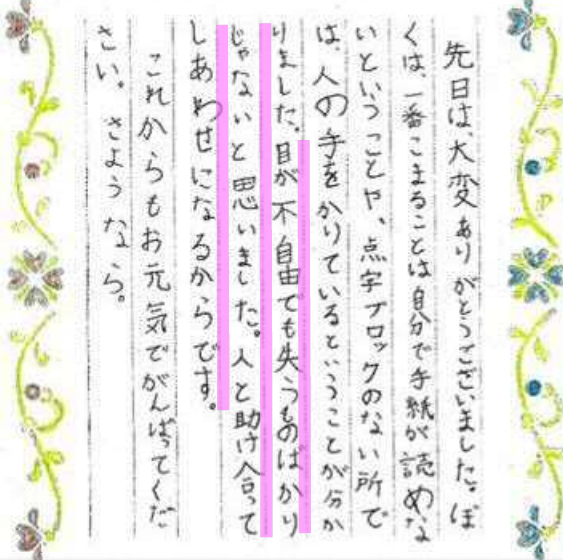 先日は、大変ありがとうございました。ぼ
くは、一番こまることは自分で手紙が読めな
いということや、点字ブロックのない所で
は、人の手をかりているということが分か
りました。目が不自由でも失うものばかり
じゃないと思いました。人と助け合って
しあわせになるからです。
これからもお元気でがんばってくだ
さい。さようなら。